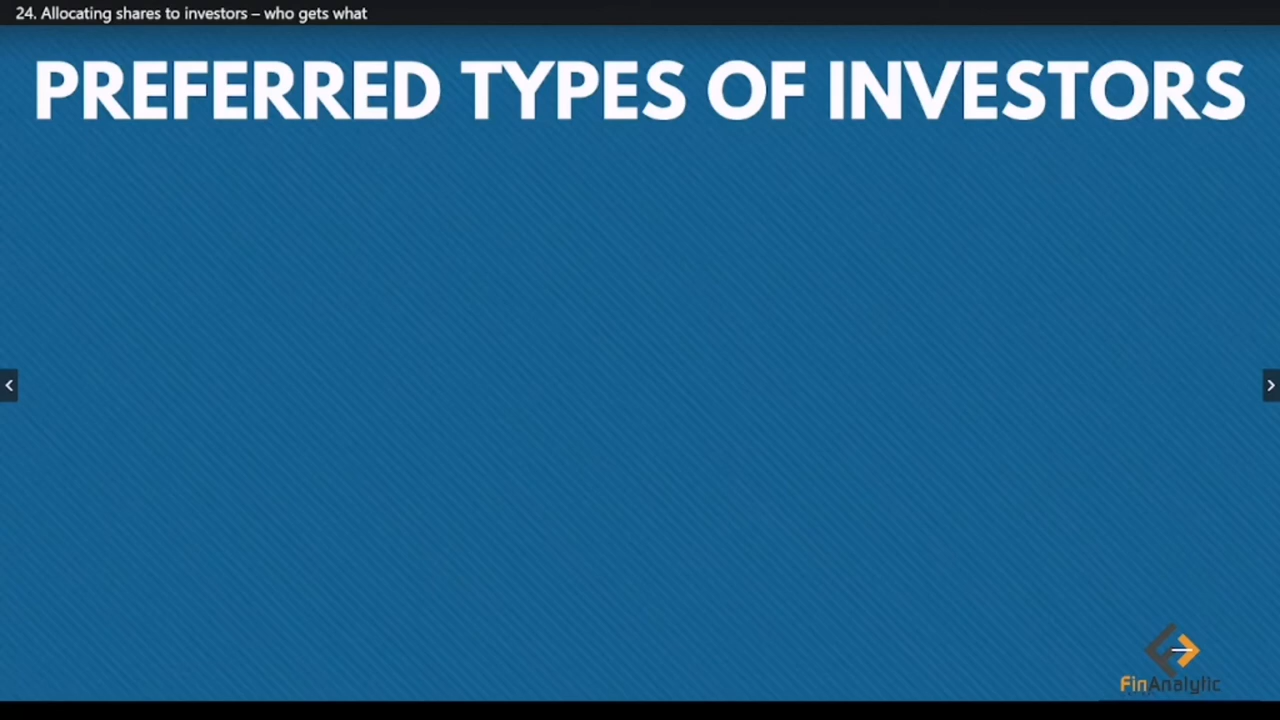 24. Allocating shares to investors – who gets what
PREFERRED TYPES OF INVESTORS
FinAnalytic